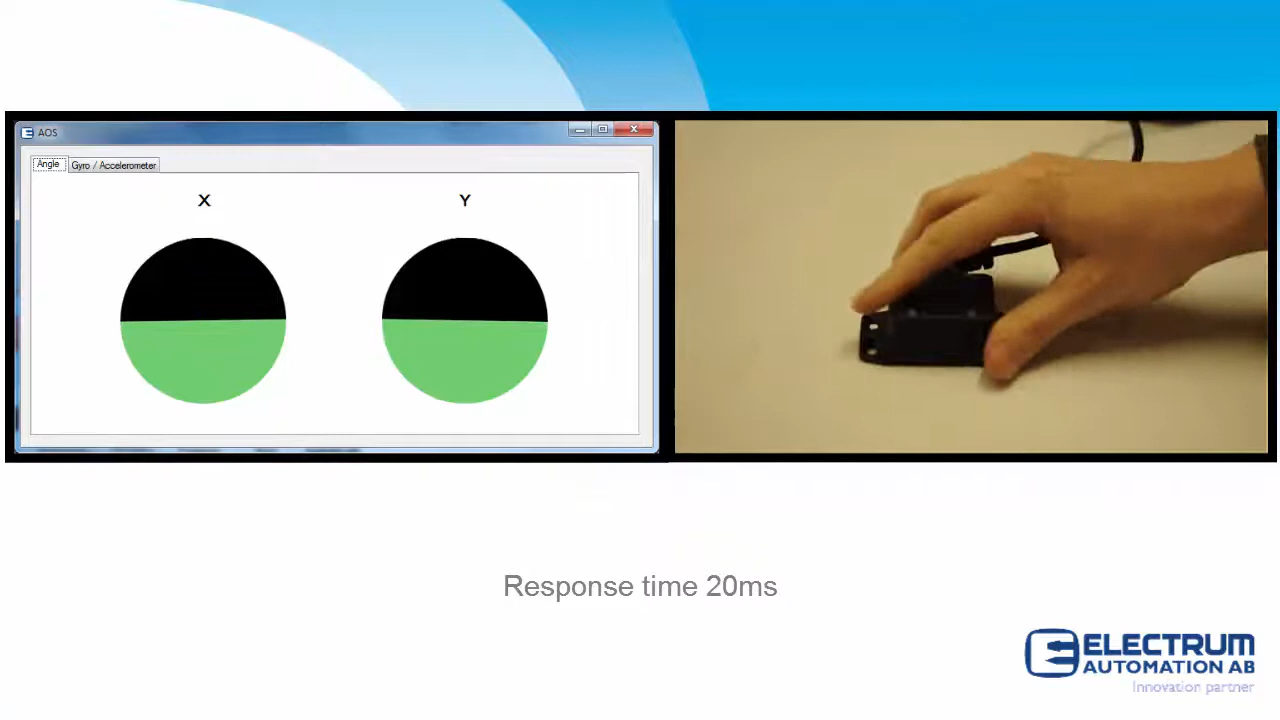 AOS
Angle
Gyro / Accelerometer
X
Y
Response time 20ms
ELECTRUM
AUTOMATION AB
Innovation partner